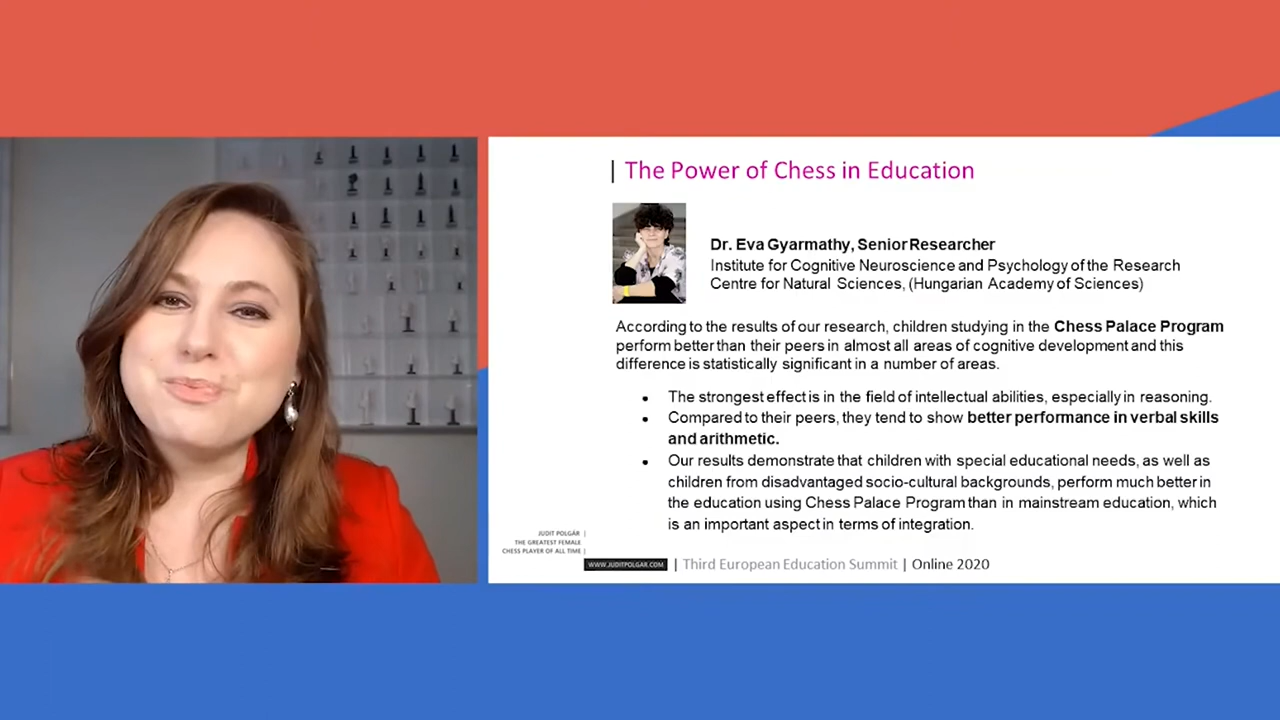 | The Power of Chess in Education
Dr. Eva Gyarmathy, Senior Researcher
Institute for Cognitive Neuroscience and Psychology of the Research
Centre for Natural Sciences, (Hungarian Academy of Sciences)
According to the results of our research, children studying in the Chess Palace Program
perform better than their peers in almost all areas of cognitive development and this
difference is statistically significant in a number of areas.
• The strongest effect is in the field of intellectual abilities, especially in reasoning.
• Compared to their peers, they tend to show better performance in verbal skills
and arithmetic.
• Our results demonstrate that children with special educational needs, as well as
children from disadvantaged socio-cultural backgrounds, perform much better in
the education using Chess Palace Program than in mainstream education, which
is an important aspect in terms of integration.
JUDIT POLGÁR |
THE GREATEST FEMALE
CHESS PLAYER OF ALL TIME |
WWW.JUDITPOLGAR.COM | Third European Education Summit | Online 2020